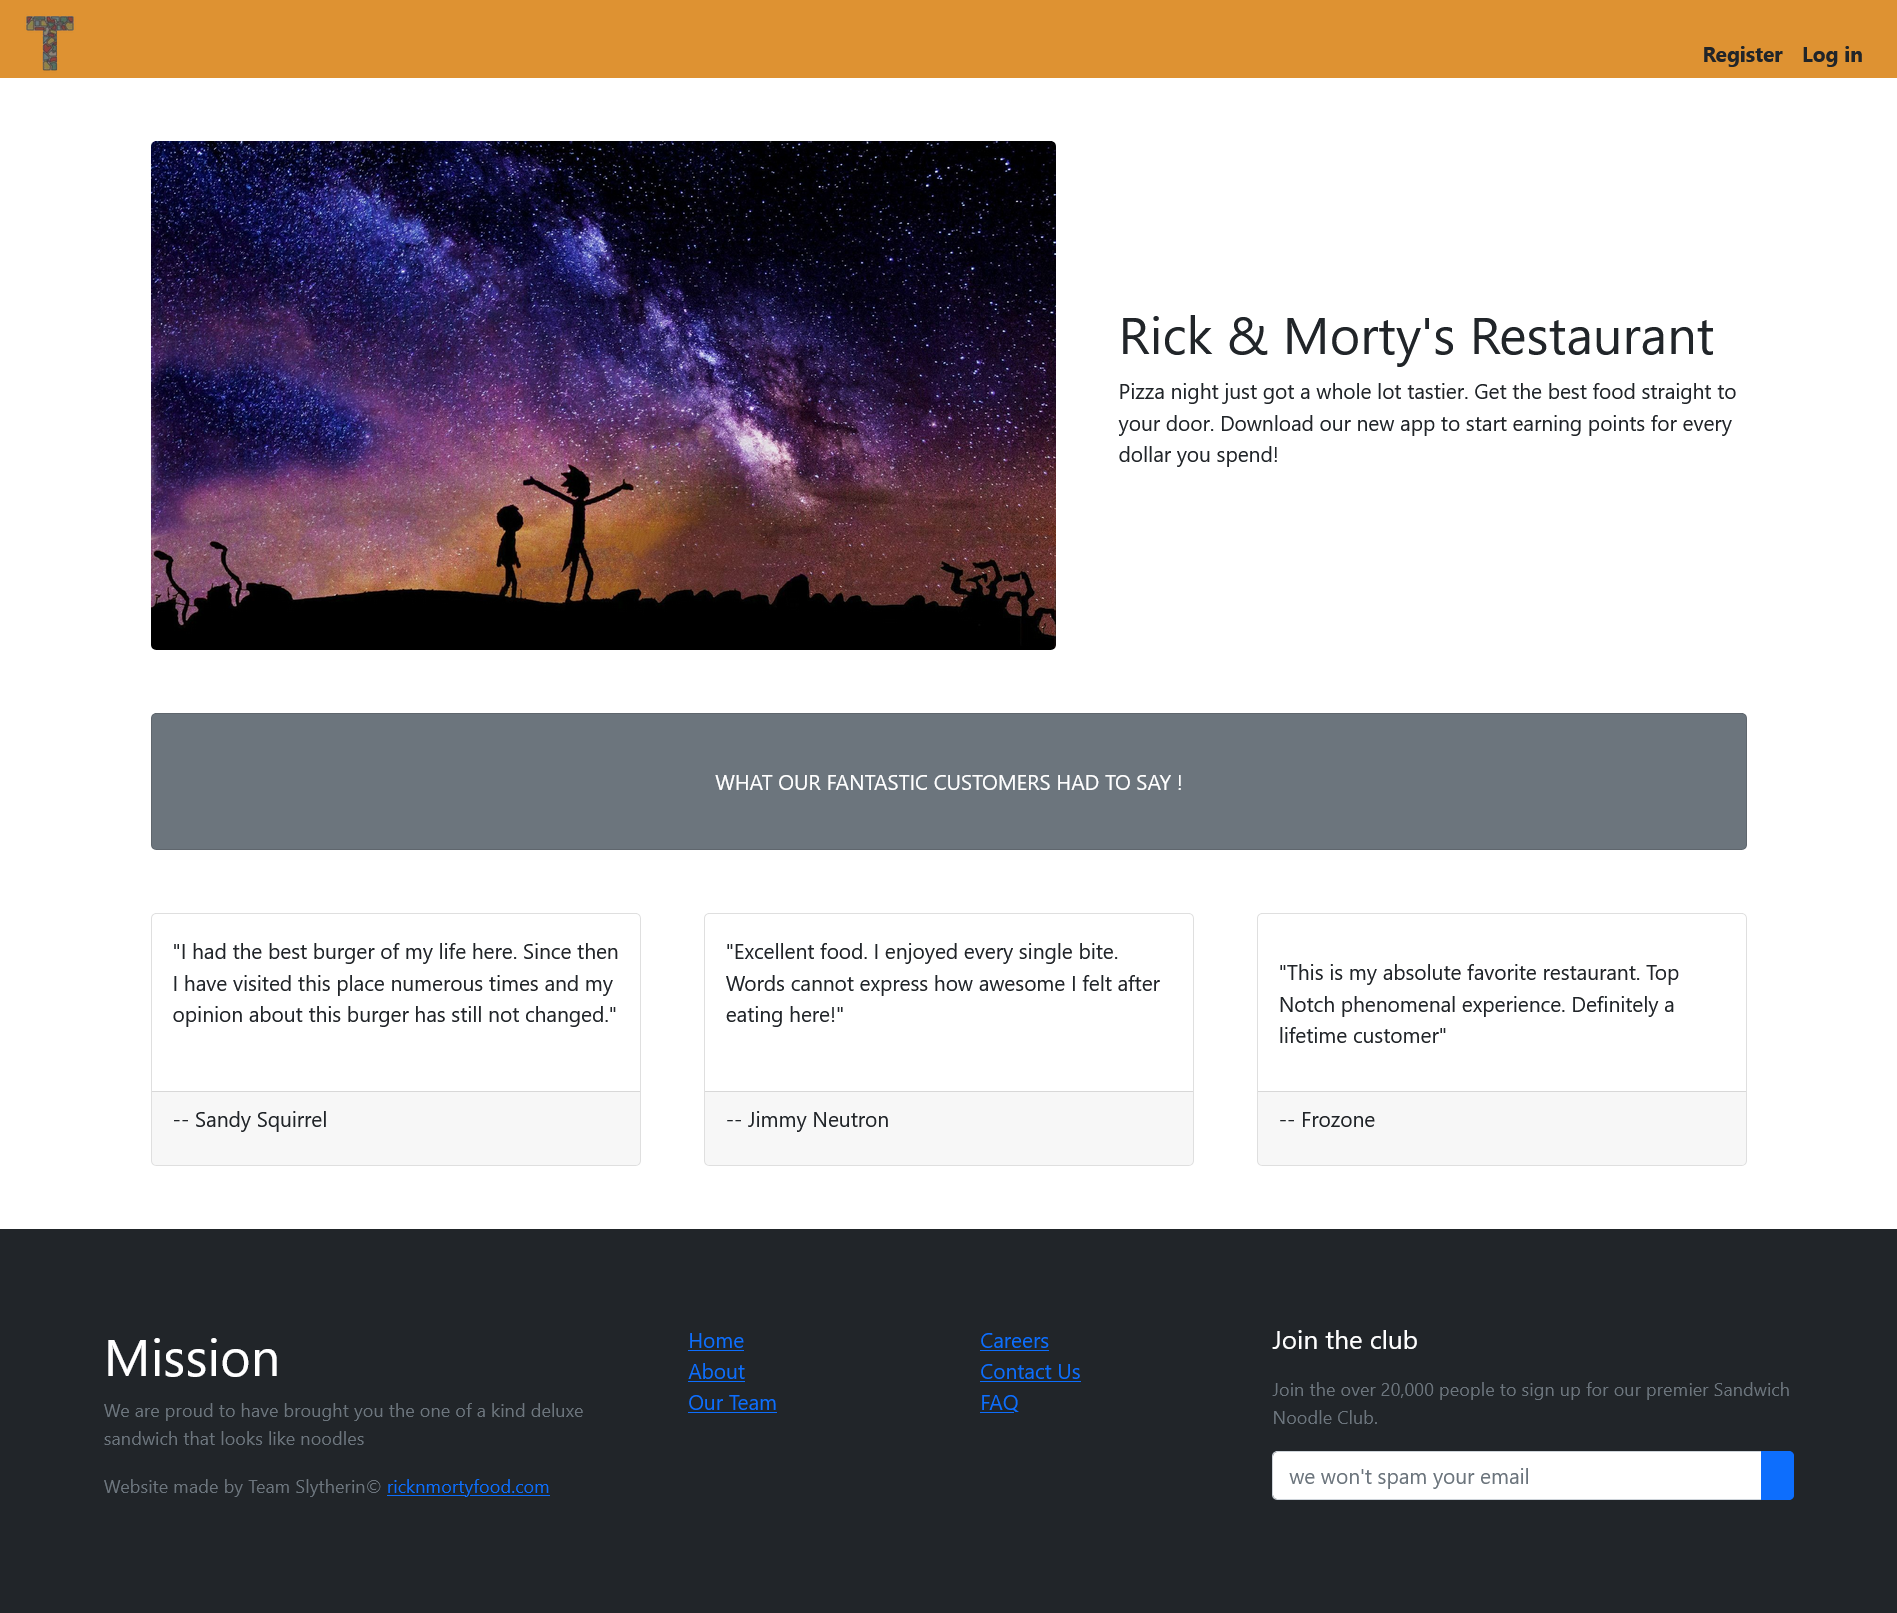 T
Register Log in
Rick & Morty's Restaurant
Pizza night just got a whole lot tastier. Get the best food straight to
your door. Download our new app to start earning points for every
dollar you spend!
WHAT OUR FANTASTIC CUSTOMERS HAD TO SAY !
"I had the best burger of my life here. Since then
I have visited this place numerous times and my
opinion about this burger has still not changed."
-- Sandy Squirrel
"Excellent food. I enjoyed every single bite.
Words cannot express how awesome I felt after
eating here!"
-- Jimmy Neutron
"This is my absolute favorite restaurant. Top
Notch phenomenal experience. Definitely a
lifetime customer"
-- Frozone
Mission
We are proud to have brought you the one of a kind deluxe
sandwich that looks like noodles
Website made by Team Slytherin© ricknmortyfood.com
Home
About
Our Team
Careers
Contact Us
FAQ
Join the club
Join the over 20,000 people to sign up for our premier Sandwich
Noodle Club.
we won't spam your email